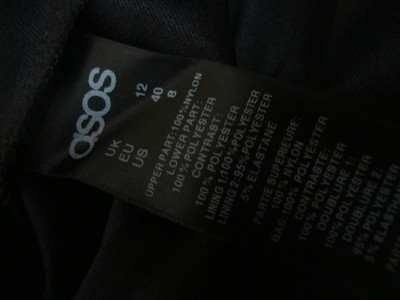 asos
UK 12
EU 40
US 8
UPPER PART:100%NYLON
LOWER PART:
100%POLYESTER
CONTRAST:
100% POLYESTER
LINING 1:100% POLYESTER
LINING 2:95%POLYESTER
5% ELASTANE
PARTIE SUPERIEURE:
100% NYLON
BAS:100% POLYESTER
CONTRASTE:
100% POLYESTER
DOUBLURE 1:
100% POLYESTER
DOUBLURE 2:
95% POLYESTER
5% ELASTHANNE